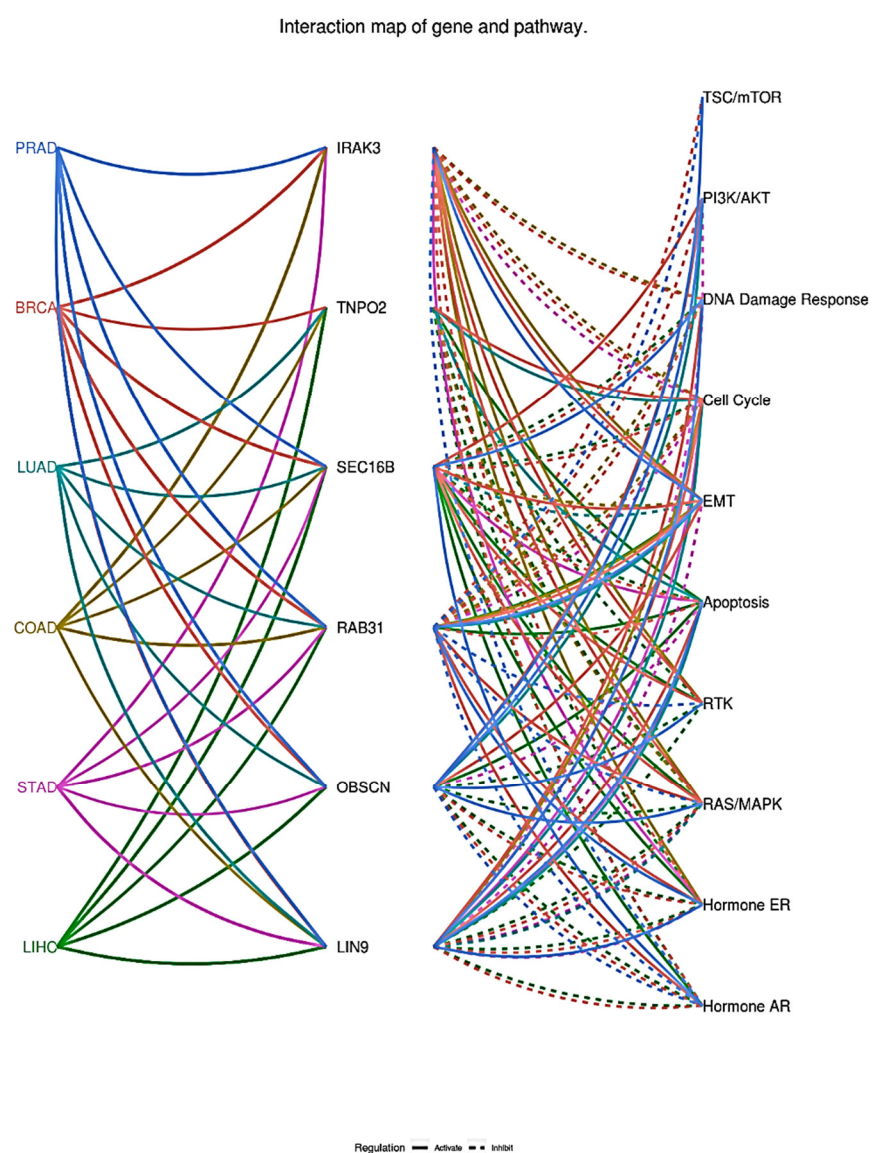 Interaction map of gene and pathway.
TSC/mTOR
PRAD
IRAK3
PI3K/AKT
BRCA
TNPO2
DNA Damage Response
Cell Cycle
LUAD
SEC16B
EMT
COAD
RAB31
Apoptosis
RTK
STAD
OBSCN
RAS/MAPK
Hormone ER
LIHC
LIN9
Hormone AR
Regulation Activate Inhibit